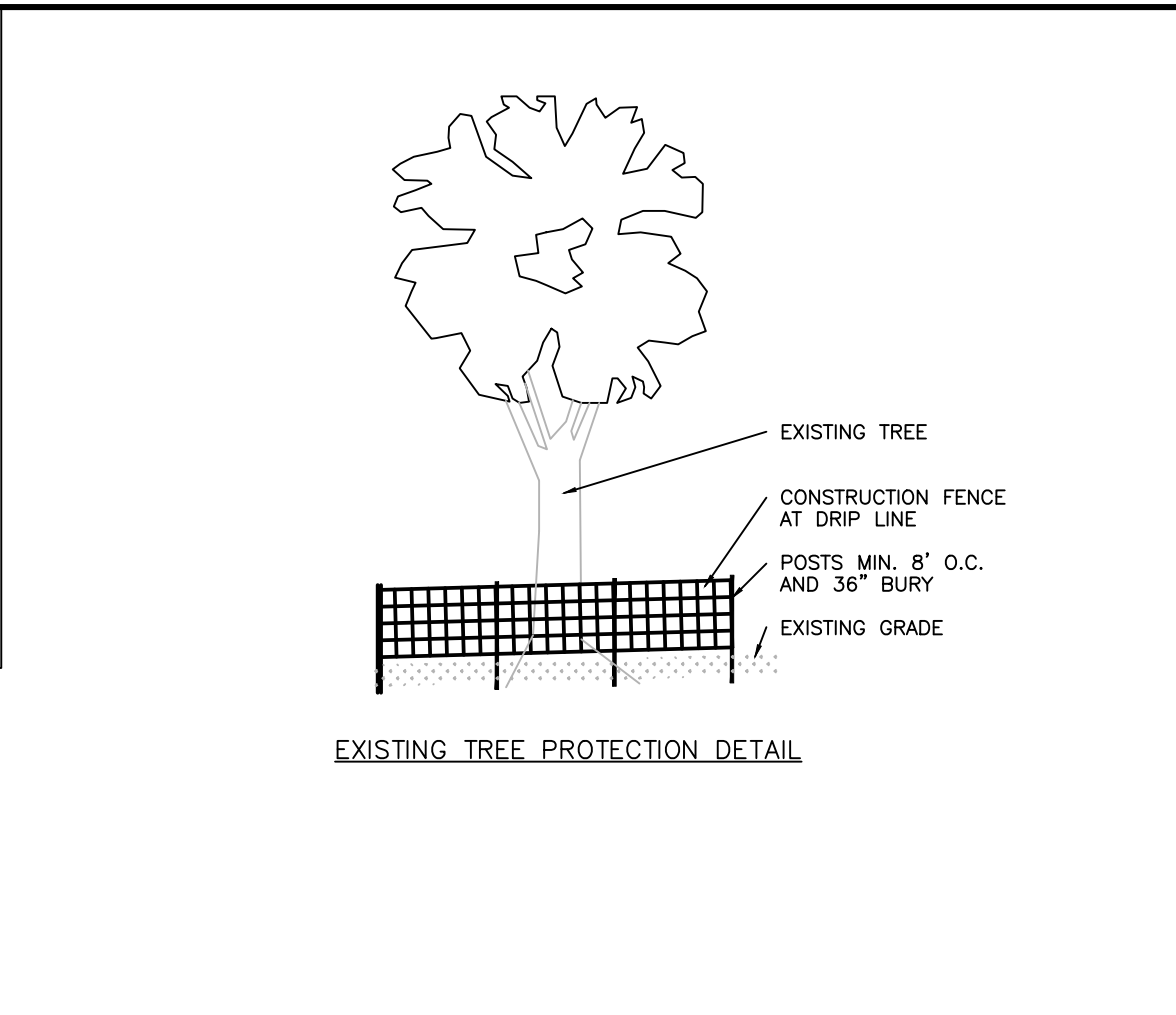 EXISTING TREE
CONSTRUCTION FENCE
AT DRIP LINE
POSTS MIN. 8' O.C.
AND 36" BURY
EXISTING GRADE
EXISTING TREE PROTECTION DETAIL